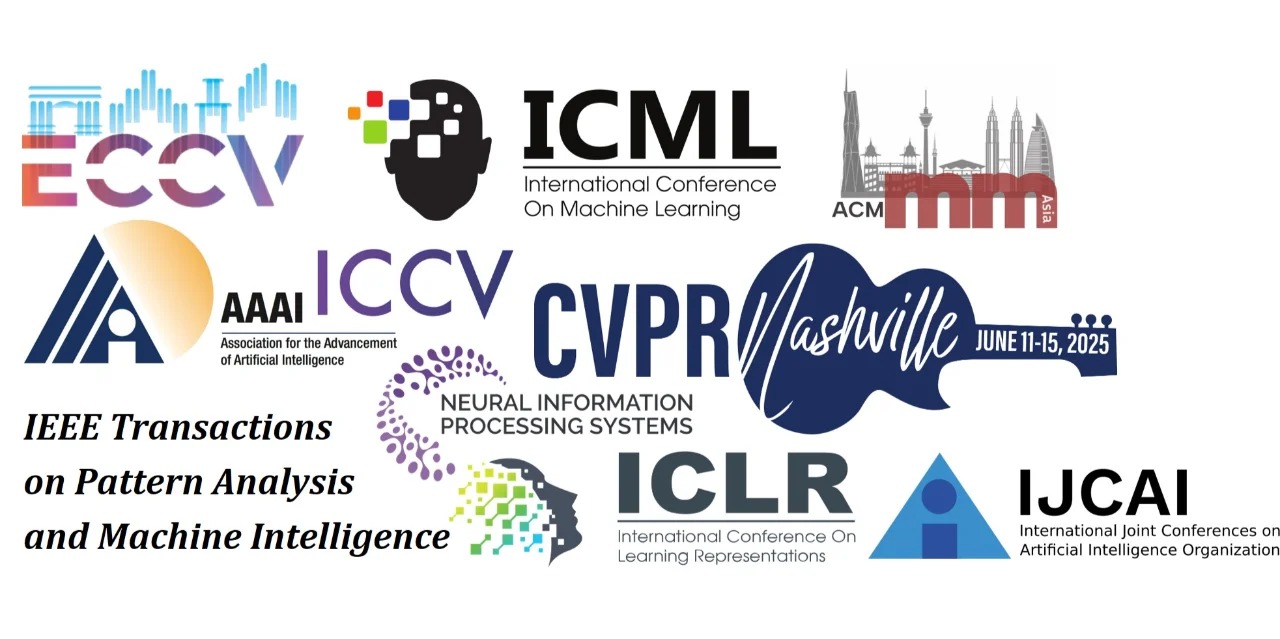 ECCV
ICML
International Conference
On Machine Learning
ACM mm Asia
AAAI
Association for the Advancement
of Artificial Intelligence
ICCV
CVPR Nashville JUNE 11-15, 2025
NEURAL INFORMATION
PROCESSING SYSTEMS
IEEE Transactions
on Pattern Analysis
and Machine Intelligence
ICLR
International Conference On
Learning Representations
IJCAI
International Joint Conferences on
Artificial Intelligence Organization